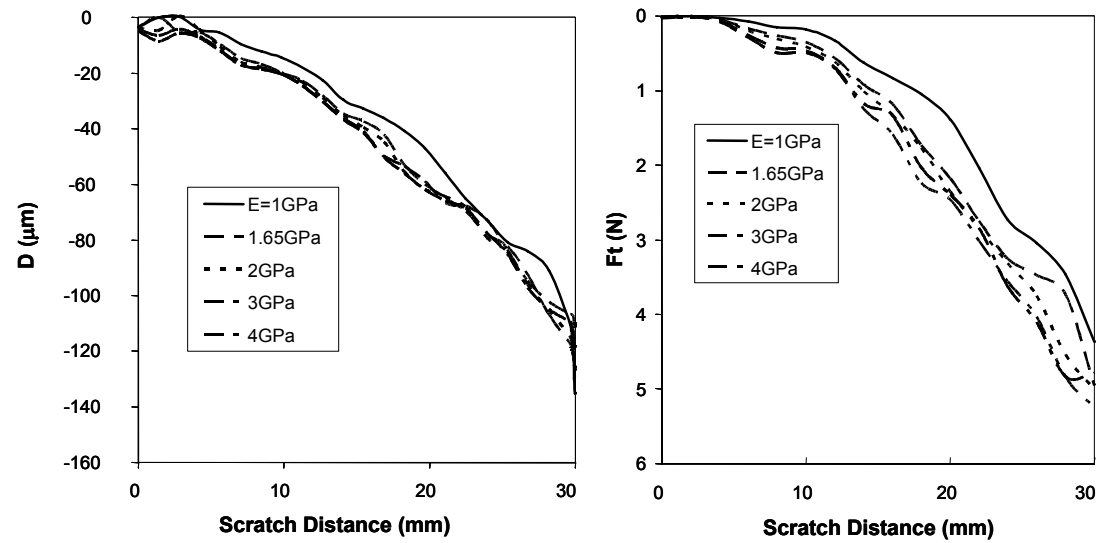 0
-20
-40
-60
-80
-100
-120
-140
-160
D (μm)
E=1GPa
1.65GPa
2GPa
3GPa
4GPa
0 10 20 30
Scratch Distance (mm)
0
1
2
3
4
5
6
Ft (N)
E=1GPa
1.65GPa
2GPa
3GPa
4GPa
0 10 20 30
Scratch Distance (mm)